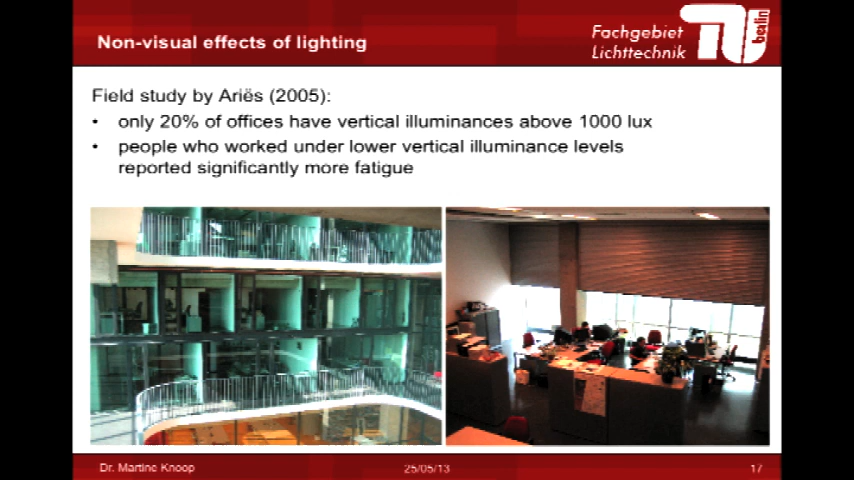 Non-visual effects of lighting
Fachgebiet
Lichttechnik
TU
berlin
Field study by Ariës (2005):
• only 20% of offices have vertical illuminances above 1000 lux
• people who worked under lower vertical illuminance levels
reported significantly more fatigue
Dr. Martine Knoop
25/05/13
17